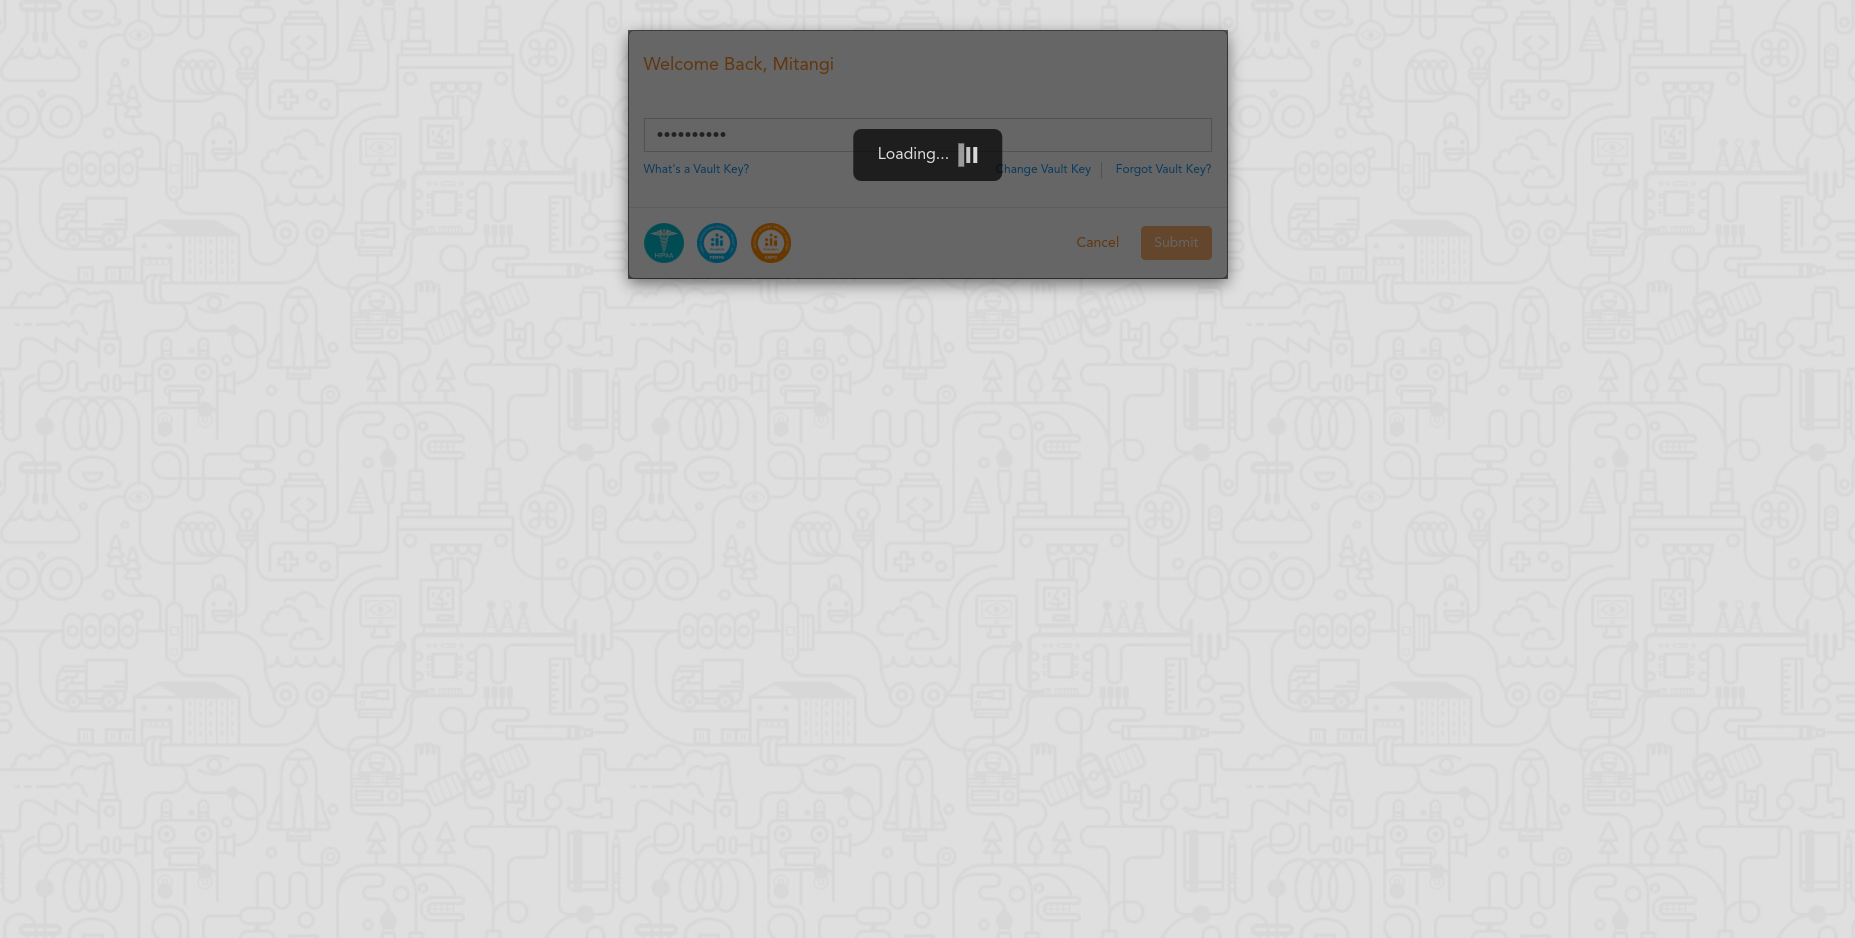 Welcome Back, Mitangi
••••••••••
Loading...
What's a Vault Key?
Change Vault Key
Forgot Vault Key?
HIPAA
Cancel
Submit